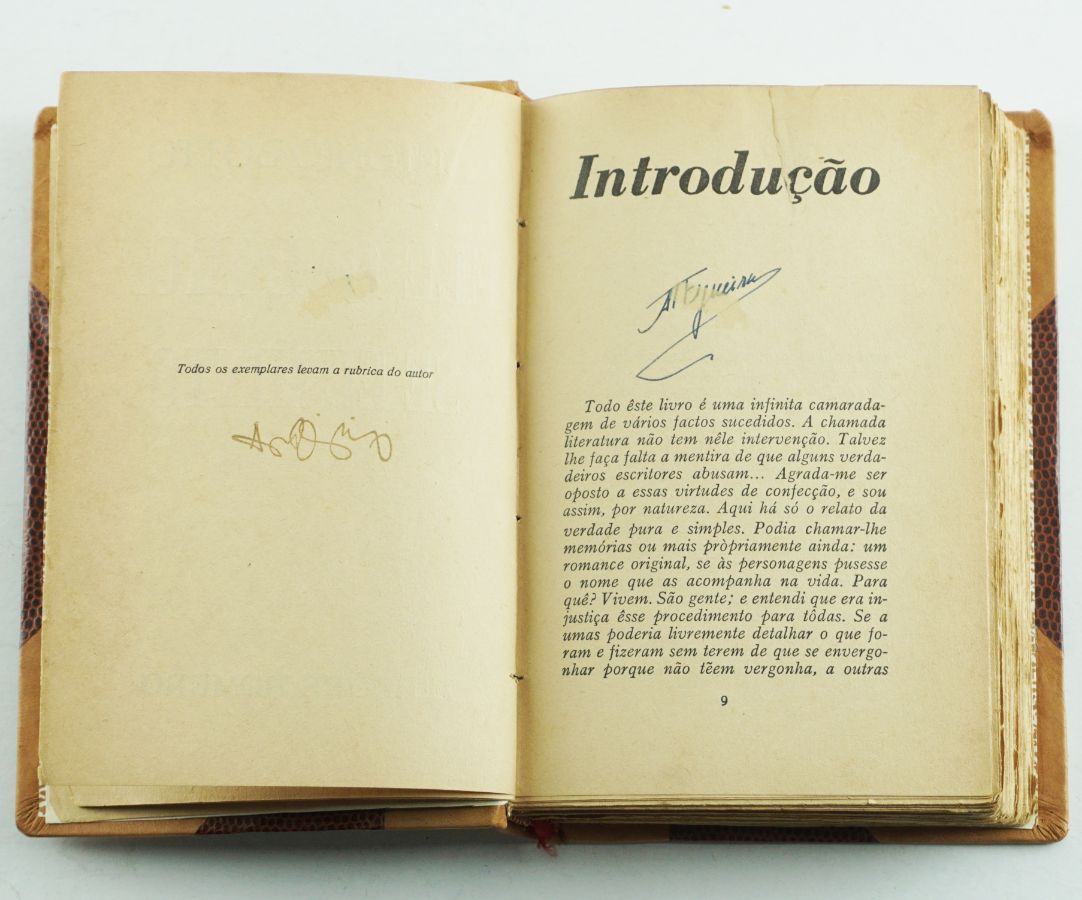 Todos os exemplares levam a rubrica do autor
Introdução
Todo êste livro é uma infinita camarada-
gem de vários factos sucedidos. A chamada
literatura não tem nêle intervenção. Talvez
lhe faça falta a mentira de que alguns verda-
deiros escritores abusam... Agrada-me ser
oposto a essas virtudes de confecção, e sou
assim, por natureza. Aqui há só o relato da
verdade pura e simples. Podia chamar-lhe
memórias ou mais pròpriamente ainda: um
romance original, se às personagens pusesse
o nome que as acompanha na vida. Para
quê? Vivem. São gente; e entendi que era in-
justiça êsse procedimento para tôdas. Se a
umas poderia livremente detalhar o que fo-
ram e fizeram sem terem de que se envergo-
nhar porque não tẽem vergonha, a outras
9